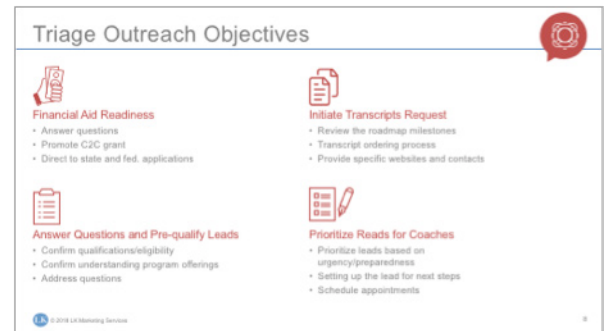 Triage Outreach Objectives
Financial Aid Readiness
• Answer questions
• Promote C2C grant
• Direct to state and fed. applications
Initiate Transcripts Request
• Review the roadmap milestones
• Transcript ordering process
• Provide specific websites and contacts
Answer Questions and Pre-qualify Leads
• Confirm qualifications/eligibility
• Confirm understanding program offerings
• Address questions
Prioritize Reads for Coaches
• Prioritize leads based on
urgency/preparedness
• Setting up the lead for next steps
• Schedule appointments
LK © 2018 LK Marketing Services